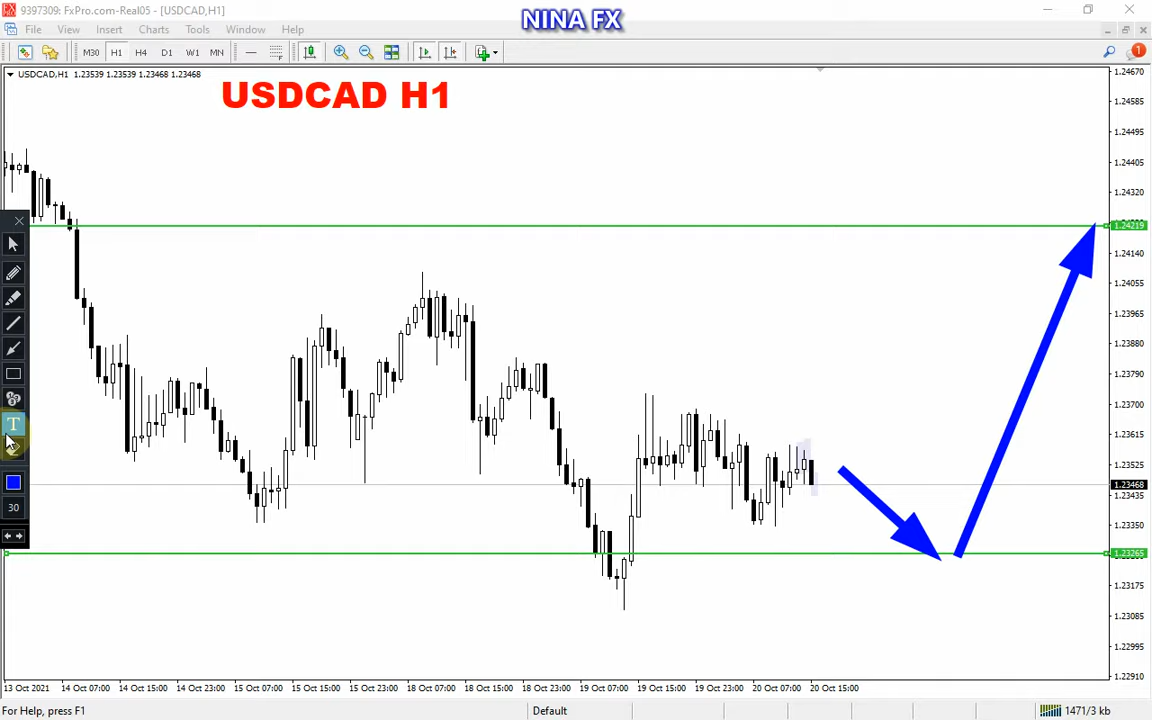 9397309: FxPro.com-Real05 - [USDCAD,H1]
NINA FX
File View Insert Charts Tools Window Help
M30 H1 H4 D1 W1 MN
1
USDCAD,H1 1.23539 1.23539 1.23468 1.23468
USDCAD H1
1.24670
1.24585
1.24495
1.24405
1.24320
1.24219
1.24140
1.24055
1.23965
1.23880
1.23790
1.23700
1.23615
1.23525
1.23468
1.23435
1.23350
1.23265
1.23175
1.23085
1.22995
1.22910
T
30
13 Oct 2021 14 Oct 07:00 14 Oct 15:00 14 Oct 23:00 15 Oct 07:00 15 Oct 15:00 15 Oct 23:00 18 Oct 07:00 18 Oct 15:00 18 Oct 23:00 19 Oct 07:00 19 Oct 15:00 19 Oct 23:00 20 Oct 07:00 20 Oct 15:00
For Help, press F1 Default 1471/3 kb